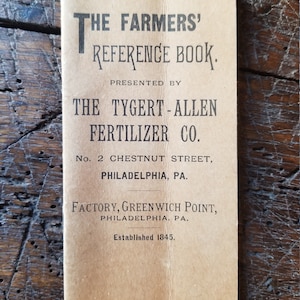 THE FARMERS'
REFERENCE BOOK.
PRESENTED BY
THE TYGERT-ALLEN
FERTILIZER CO.
No. 2 CHESTNUT STREET,
PHILADELPHIA, PA.
FACTORY, GREENWICH POINT,
PHILADELPHIA, PA.
Established 1845.